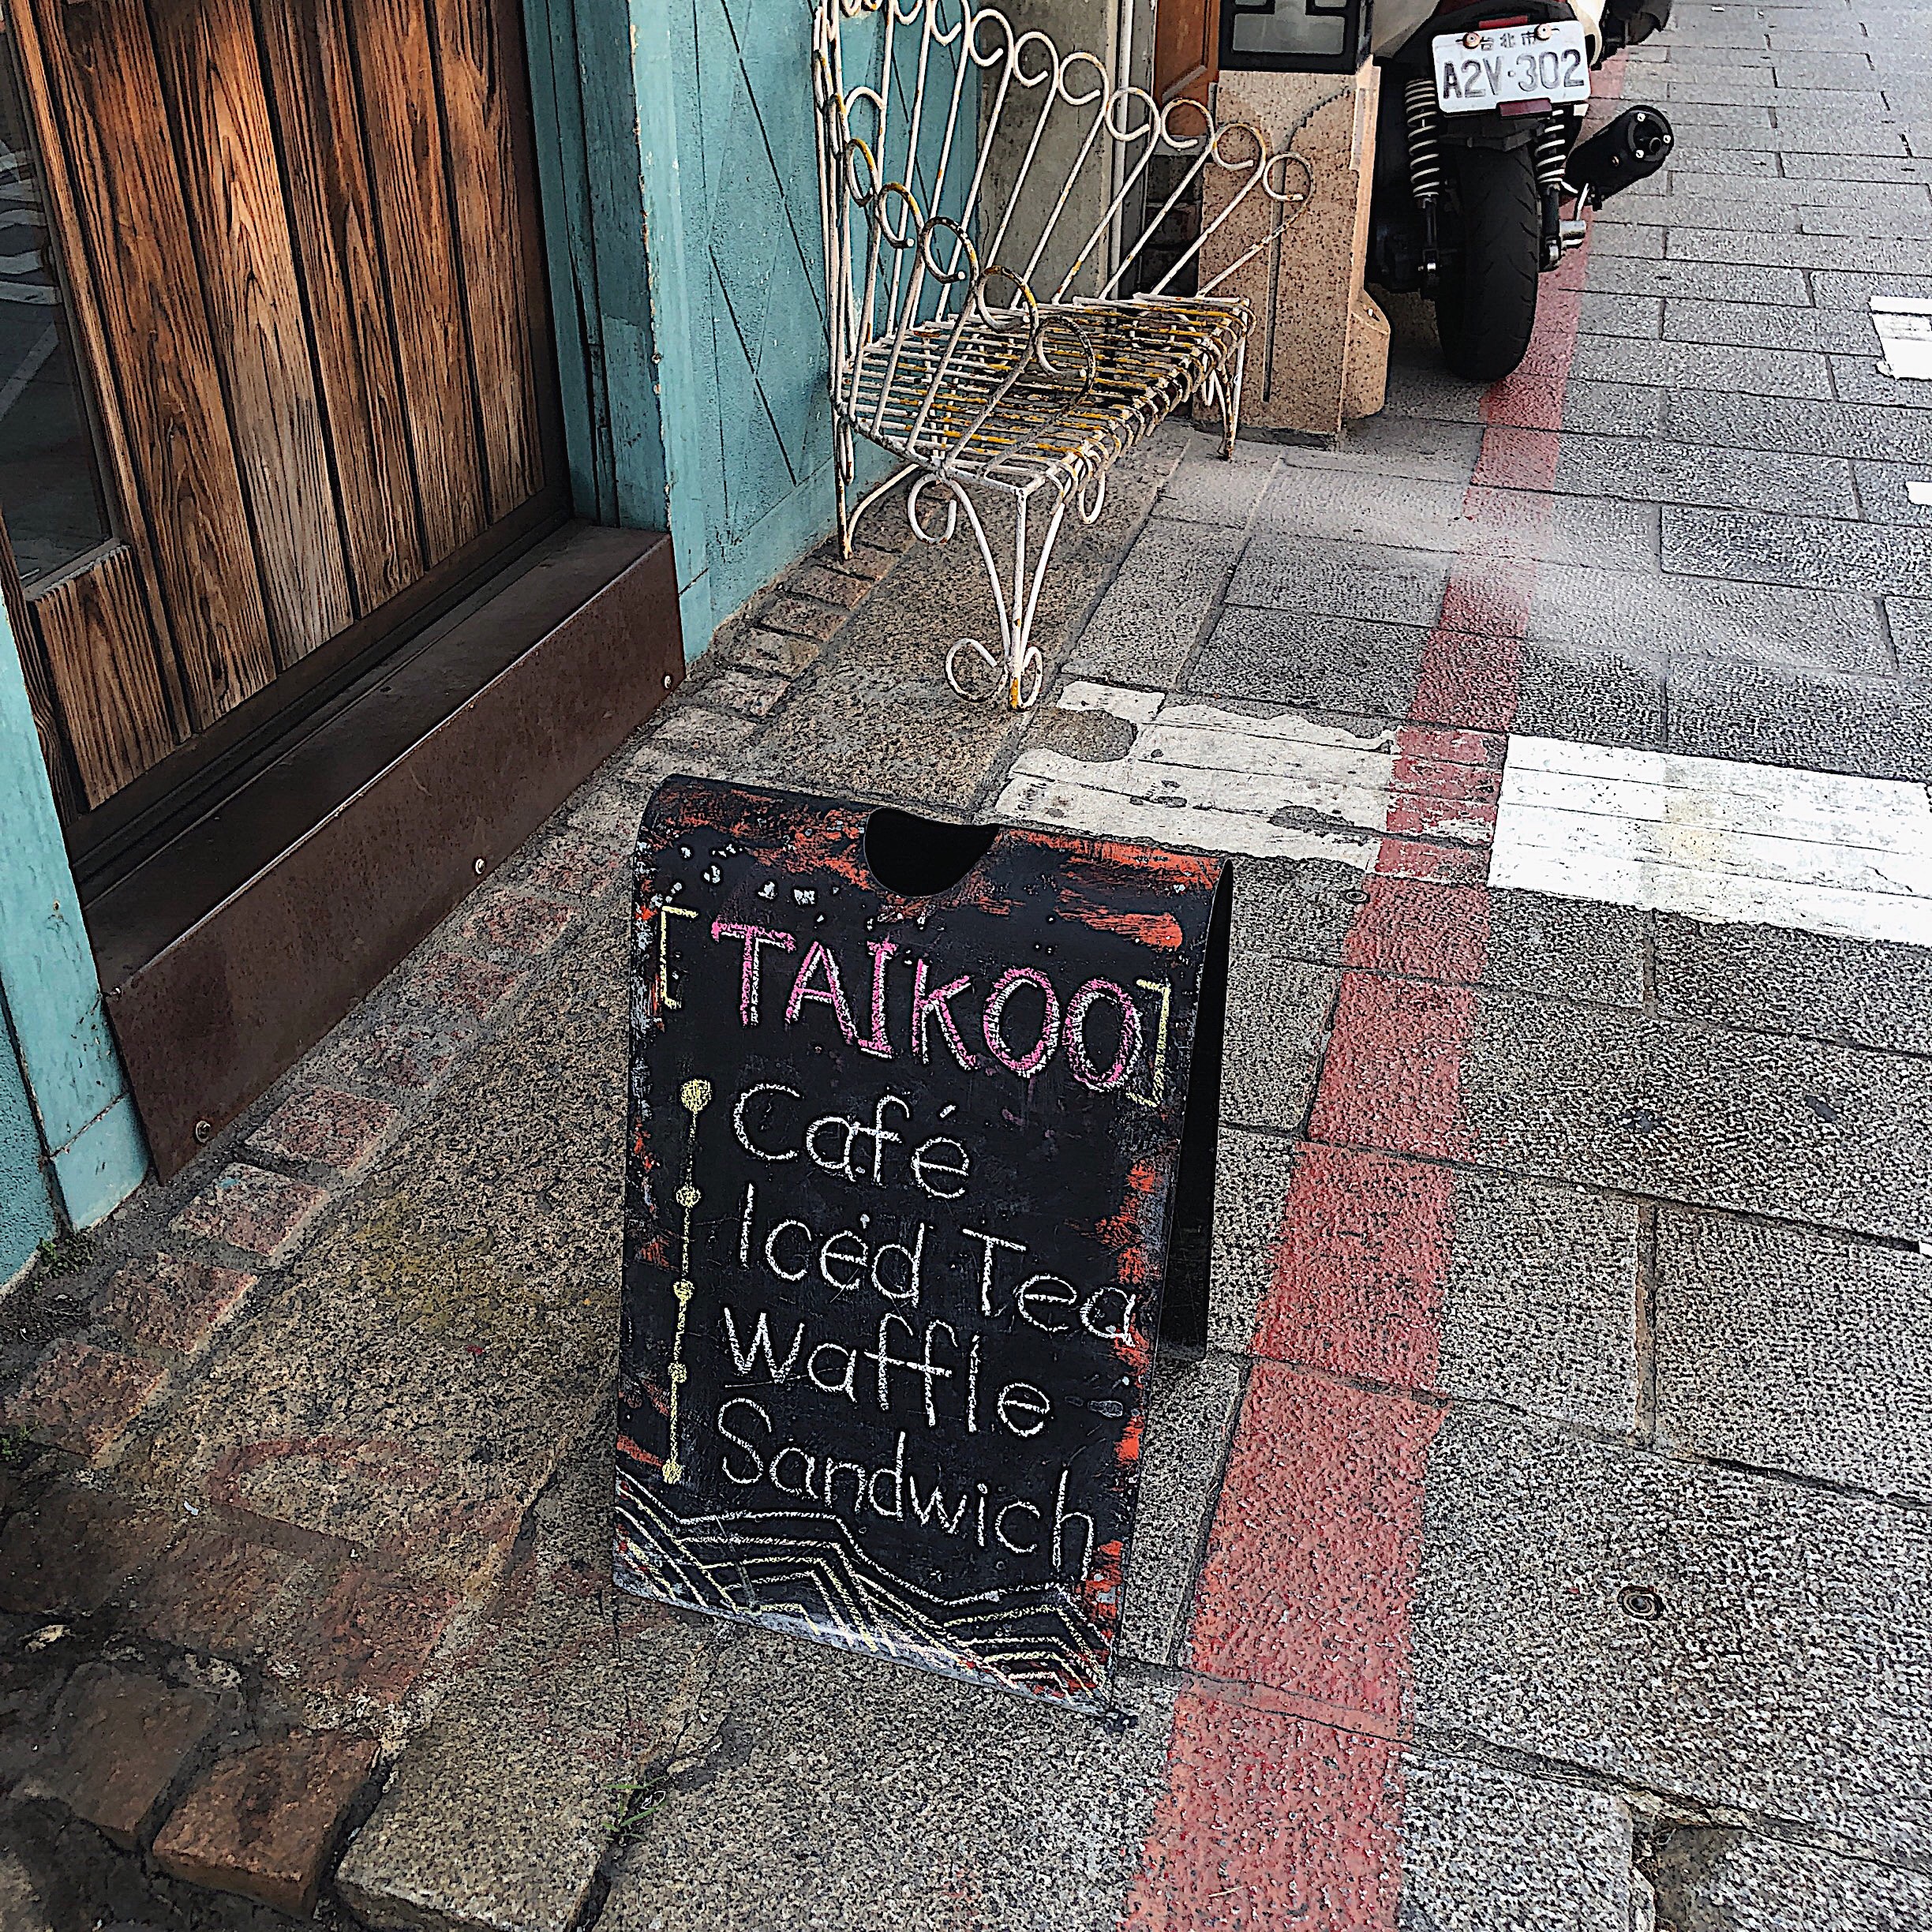 台北市
A2V·302
TAIKOO
Café
Iced Tea
Waffle
Sandwich